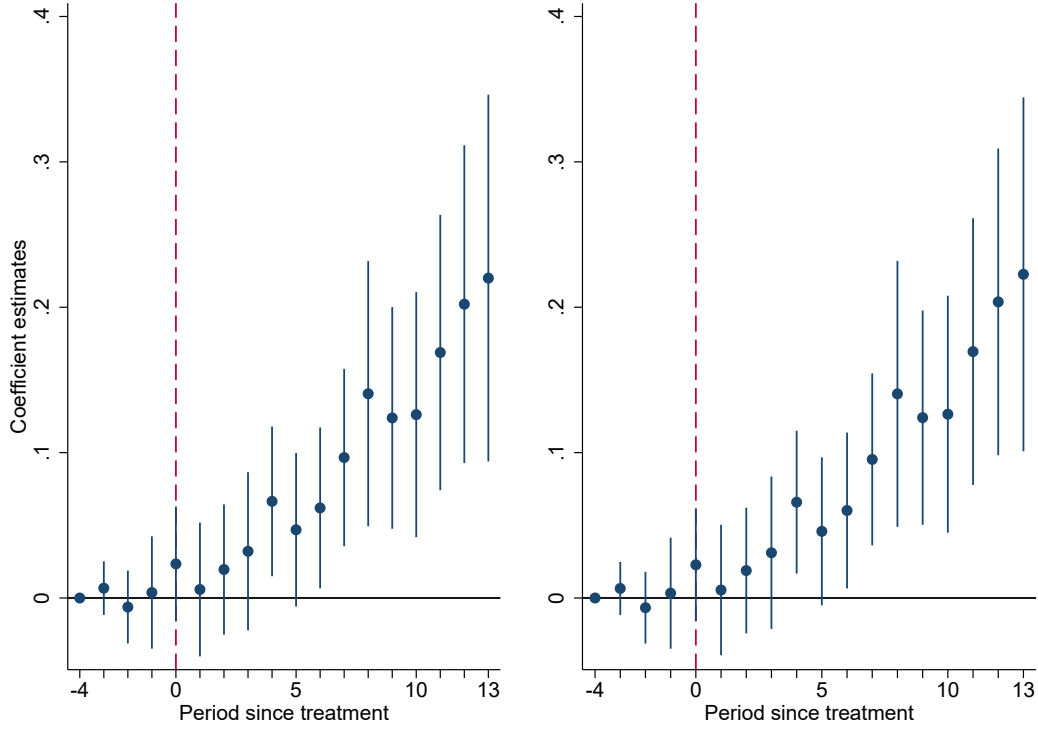 Coefficient estimates
.4
.3
.2
.1
0
-4 0 5 10 13
Period since treatment
.4
.3
.2
.1
0
-4 0 5 10 13
Period since treatment